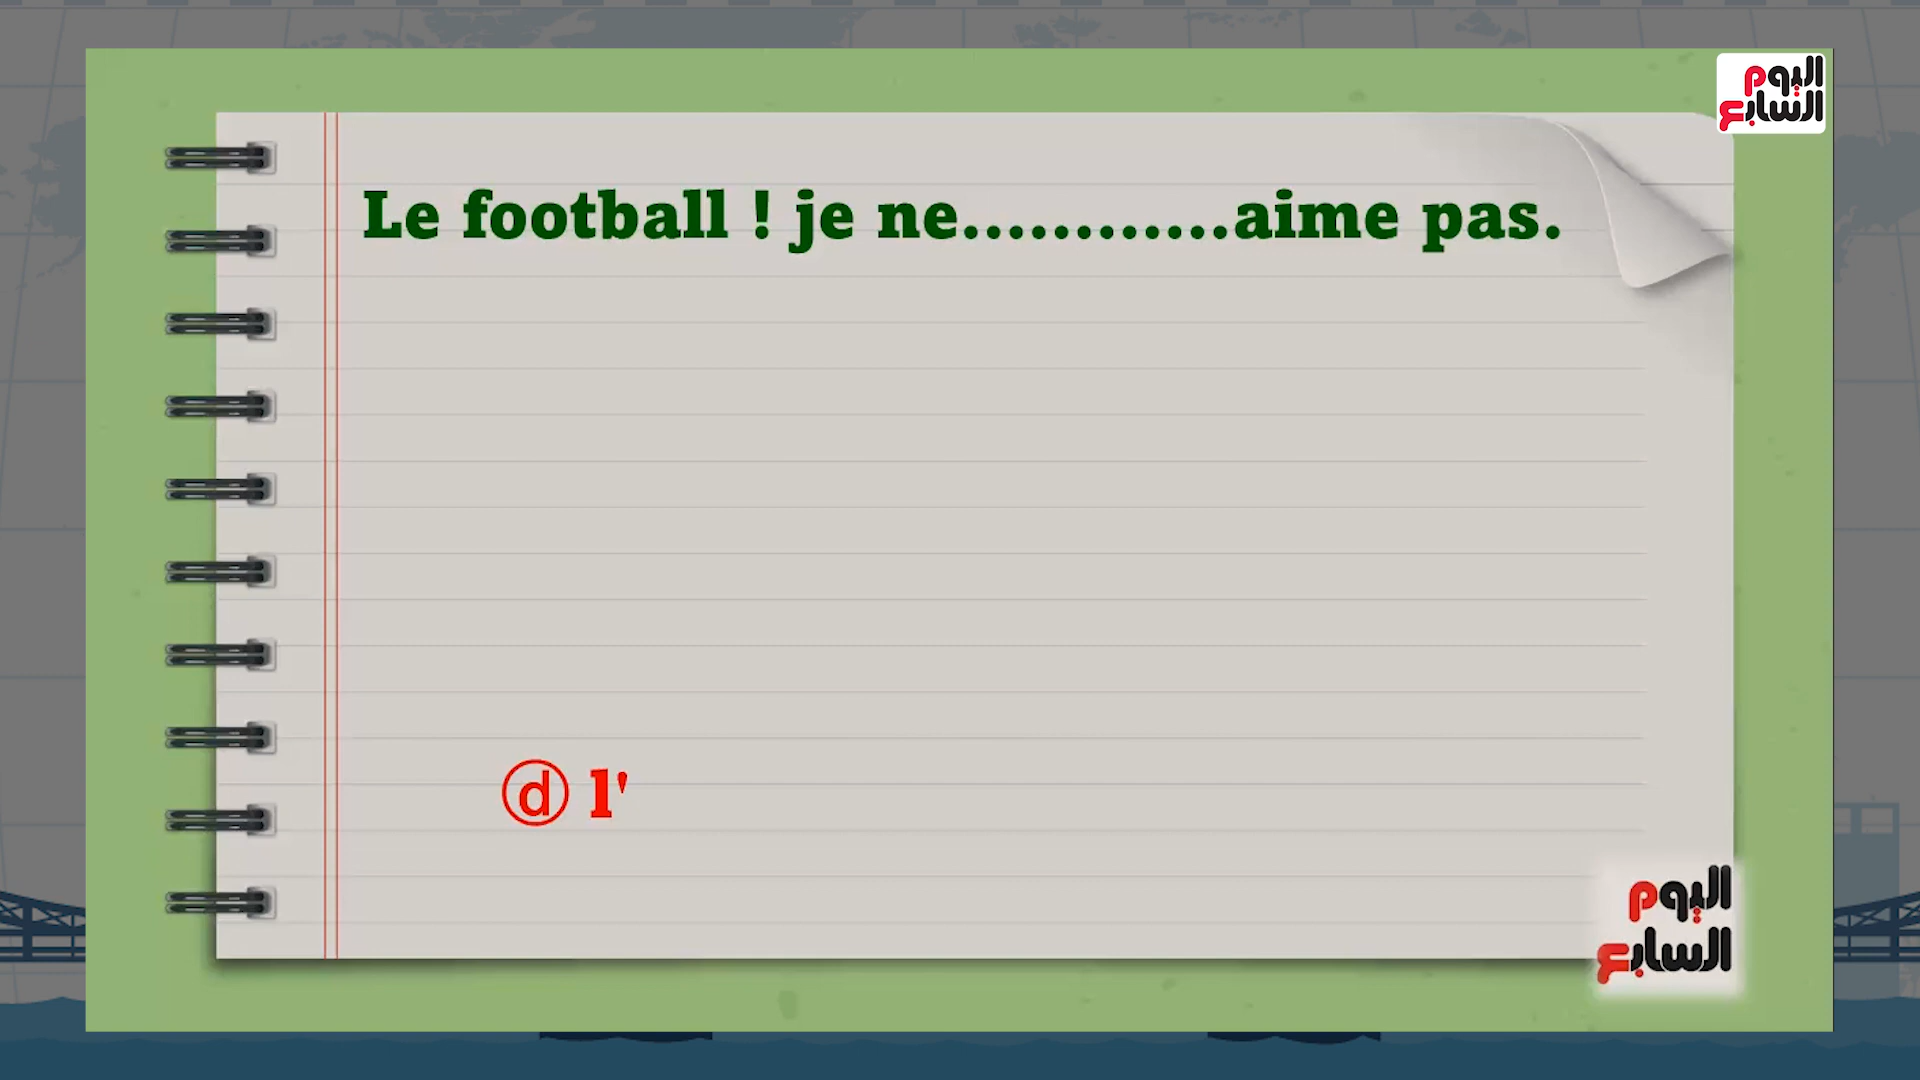 اليوم
السابع
Le football ! je ne............aime pas.
ⓓ l'
اليوم
السابع